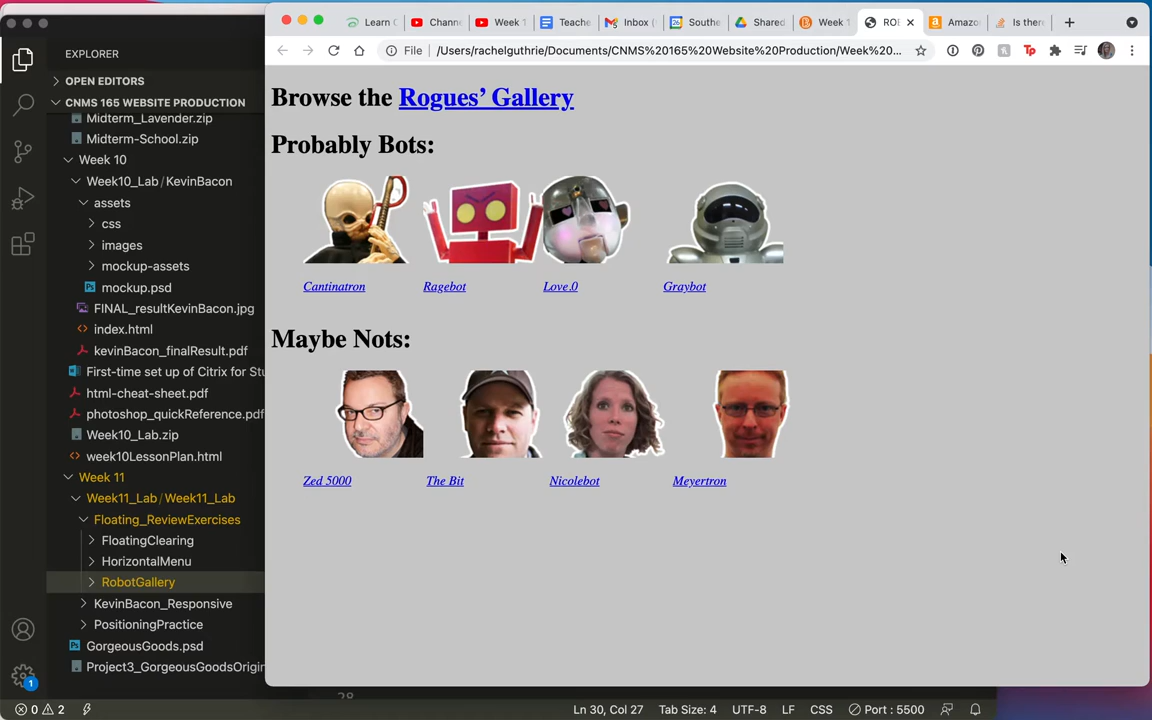 Learn
Chann
Week 1
Teache
Inbox (
Southe
26
Shared
Week 1
ROE
Amazo
Is there
File
/Users/rachelguthrie/Documents/CNMS%20165%20Website%20Production/Week%20...
EXPLORER
OPEN EDITORS
CNMS 165 WEBSITE PRODUCTION
Midterm_Lavender.zip
Midterm-School.zip
Week 10
Week10_Lab / KevinBacon
assets
css
images
mockup-assets
mockup.psd
FINAL_resultKevinBacon.jpg
index.html
kevinBacon_finalResult.pdf
First-time set up of Citrix for Stu
html-cheat-sheet.pdf
photoshop_quickReference.pdf
Week10_Lab.zip
week10LessonPlan.html
Week 11
Week11_Lab / Week11_Lab
Floating_ReviewExercises
FloatingClearing
HorizontalMenu
RobotGallery
KevinBacon_Responsive
PositioningPractice
GorgeousGoods.psd
Project3_GorgeousGoodsOrigin
1
Browse the Rogues’ Gallery
Probably Bots:
Cantinatron
Ragebot
Love.0
Graybot
Maybe Nots:
Zed 5000
The Bit
Nicolebot
Meyertron
0 2
Ln 30, Col 27
Tab Size: 4
UTF-8
LF
CSS
Port : 5500